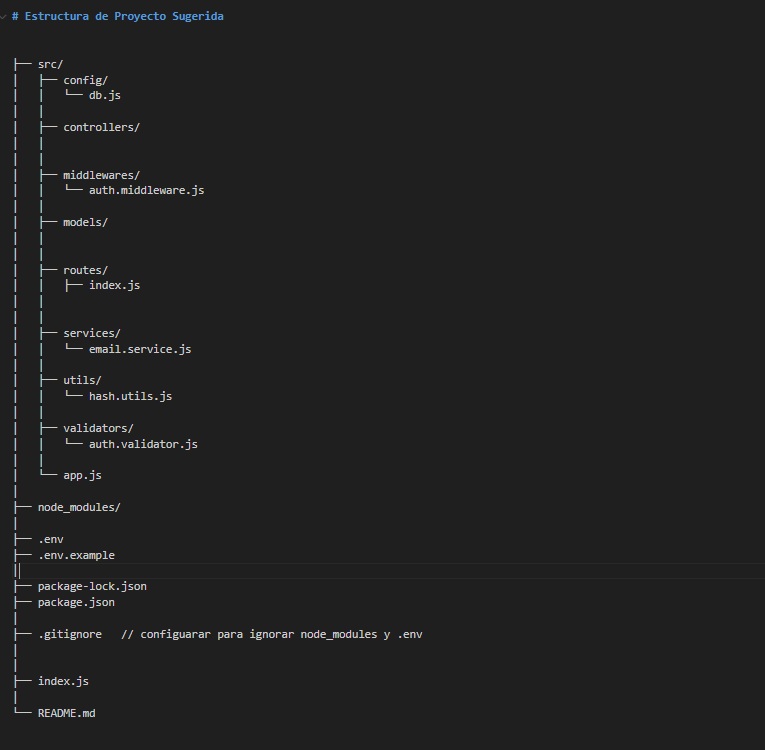 # Estructura de Proyecto Sugerida
├── src/
│   ├── config/
│   │   └── db.js
│   │
│   ├── controllers/
│   │
│   │
│   ├── middlewares/
│   │   └── auth.middleware.js
│   │
│   ├── models/
│   │
│   │
│   ├── routes/
│   │   ├── index.js
│   │
│   │
│   ├── services/
│   │   └── email.service.js
│   │
│   ├── utils/
│   │   └── hash.utils.js
│   │
│   ├── validators/
│   │   └── auth.validator.js
│   │
│   └── app.js
│
├── node_modules/
│
├── .env
├── .env.example
│
├── package-lock.json
├── package.json
│
├── .gitignore   // configuarar para ignorar node_modules y .env
│
│
├── index.js
│
└── README.md